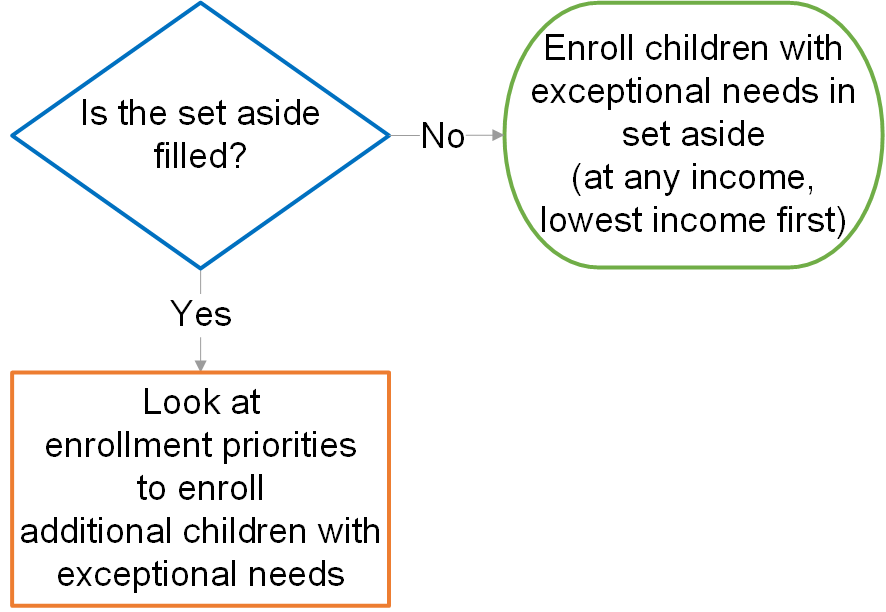 Is the set aside
filled?
No
Enroll children with
exceptional needs in
set aside
(at any income,
lowest income first)
Yes
Look at
enrollment priorities
to enroll
additional children with
exceptional needs